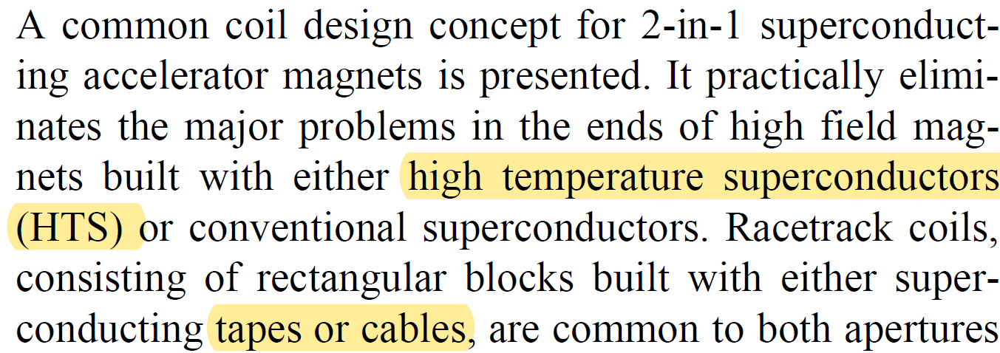 A common coil design concept for 2-in-1 superconduct-
ing accelerator magnets is presented. It practically elimi-
nates the major problems in the ends of high field mag-
nets built with either high temperature superconductors
(HTS) or conventional superconductors. Racetrack coils,
consisting of rectangular blocks built with either super-
conducting tapes or cables, are common to both apertures